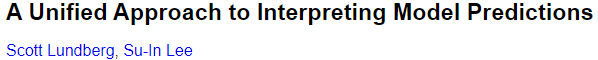 A Unified Approach to Interpreting Model Predictions
Scott Lundberg, Su-In Lee